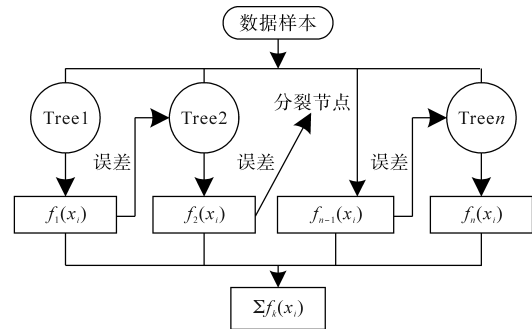 数据样本
Tree1
Tree2
分裂节点
Treen
误差
误差
误差
f₁(xᵢ)
f₂(xᵢ)
fₙ₋₁(xᵢ)
fₙ(xᵢ)
Σfₖ(xᵢ)